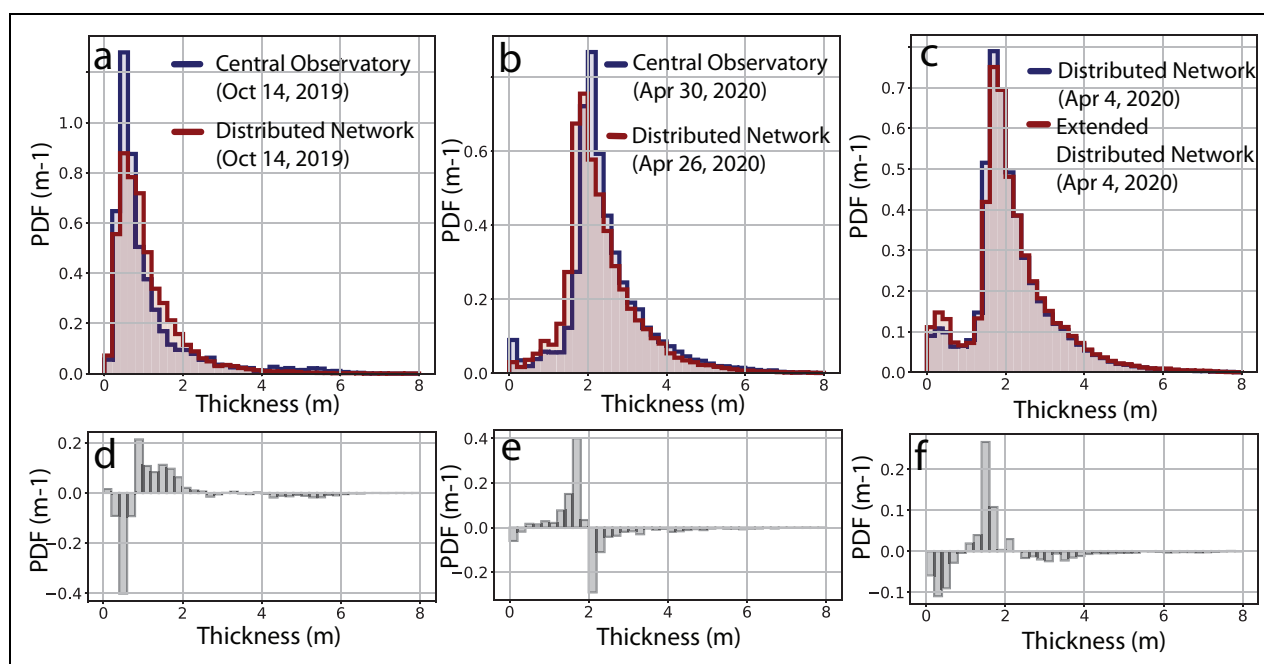 a
Central Observatory
(Oct 14, 2019)
Distributed Network
(Oct 14, 2019)
PDF (m-1)
1.0
0.8
0.6
0.4
0.2
0.0
0 2 4 6 8
Thickness (m)
b
Central Observatory
(Apr 30, 2020)
Distributed Network
(Apr 26, 2020)
PDF (m-1)
0.6
0.4
0.2
0.0
0 2 4 6 8
Thickness (m)
c
Distributed Network
(Apr 4, 2020)
Extended
Distributed Network
(Apr 4, 2020)
PDF (m-1)
0.7
0.6
0.5
0.4
0.3
0.2
0.1
0.0
0 2 4 6 8
Thickness (m)
d
PDF (m-1)
0.2
0.0
−0.2
−0.4
0 2 4 6 8
Thickness (m)
e
PDF (m-1)
0.4
0.2
0.0
−0.2
0 2 4 6 8
Thickness (m)
f
PDF (m-1)
0.2
0.1
0.0
−0.1
0 2 4 6 8
Thickness (m)